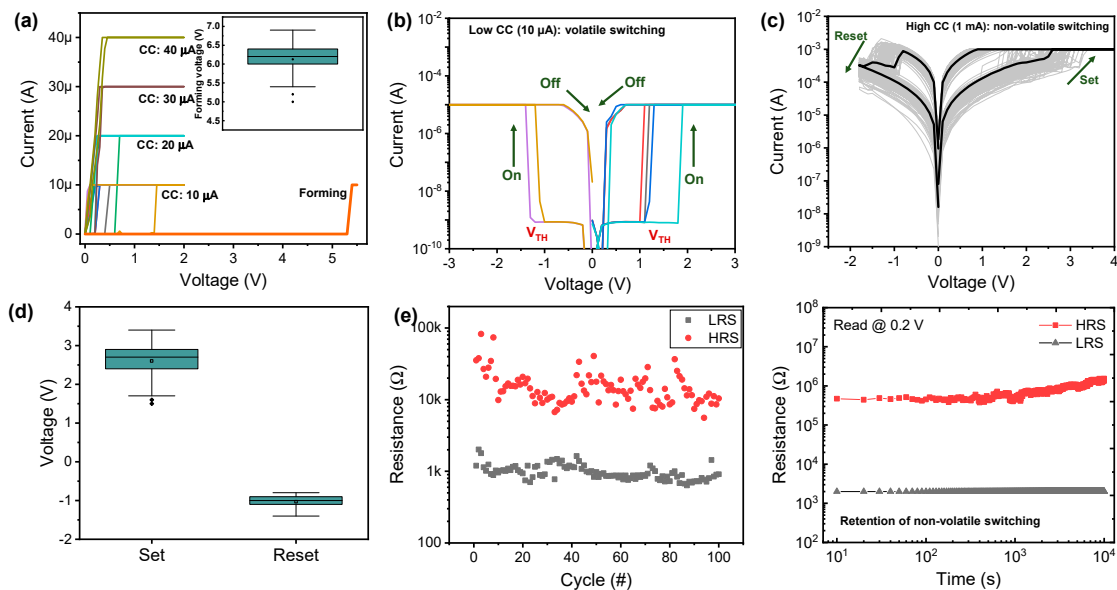 (a)
40µ
30µ
20µ
10µ
0
Current (A)
0
1
2
3
4
5
Voltage (V)
CC: 40 µA
CC: 30 µA
CC: 20 µA
CC: 10 µA
Forming
7.0
6.5
6.0
5.5
5.0
4.5
Forming voltage (V)
(b)
Low CC (10 µA): volatile switching
10⁻²
10⁻⁴
10⁻⁶
10⁻⁸
10⁻¹⁰
Current (A)
-3
-2
-1
0
1
2
3
Voltage (V)
Off
Off
On
On
V_TH
V_TH
(c)
High CC (1 mA): non-volatile switching
10⁻²
10⁻³
10⁻⁴
10⁻⁵
10⁻⁶
10⁻⁷
10⁻⁸
10⁻⁹
Current (A)
-2
-1
0
1
2
3
4
Voltage (V)
Reset
Set
(d)
4
3
2
1
0
-1
-2
Voltage (V)
Set
Reset
(e)
100k
10k
1k
100
Resistance (Ω)
0
20
40
60
80
100
Cycle (#)
LRS
HRS
Read @ 0.2 V
HRS
LRS
10⁸
10⁷
10⁶
10⁵
10⁴
10³
10²
Resistance (Ω)
Retention of non-volatile switching
10¹
10²
10³
10⁴
Time (s)